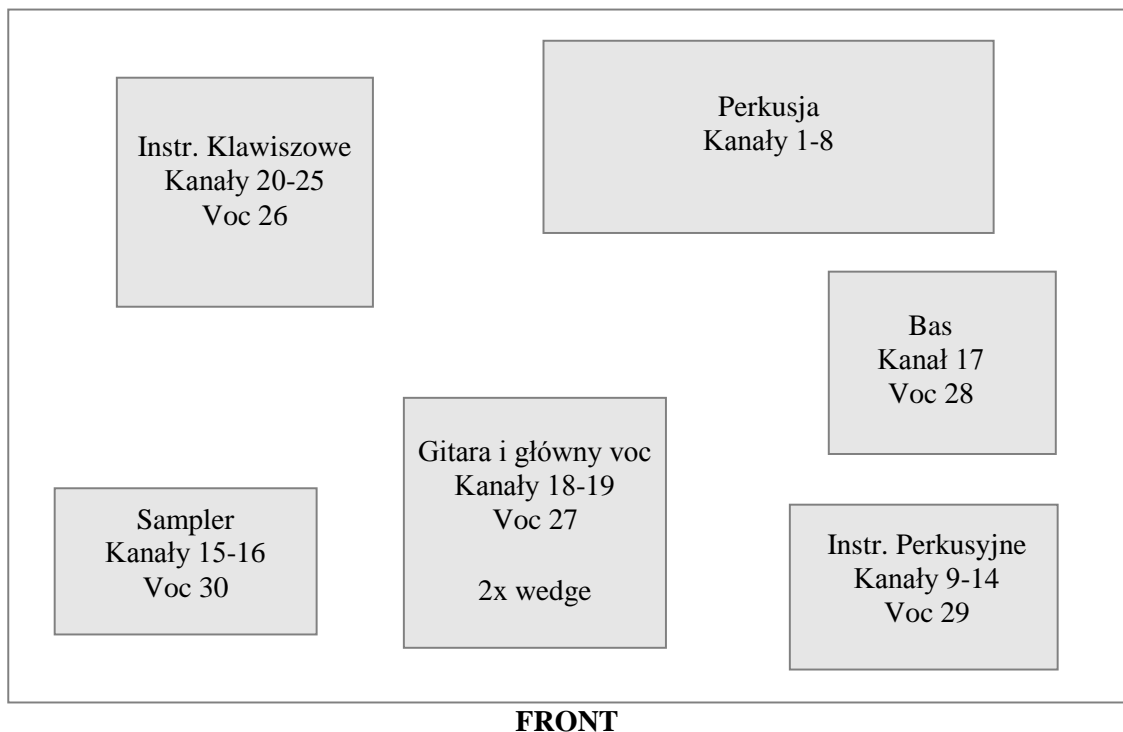 Perkusja
Kanały 1-8
Instr. Klawiszowe
Kanały 20-25
Voc 26
Bas
Kanał 17
Voc 28
Gitara i główny voc
Kanały 18-19
Voc 27
2x wedge
Sampler
Kanały 15-16
Voc 30
Instr. Perkusyjne
Kanały 9-14
Voc 29
FRONT